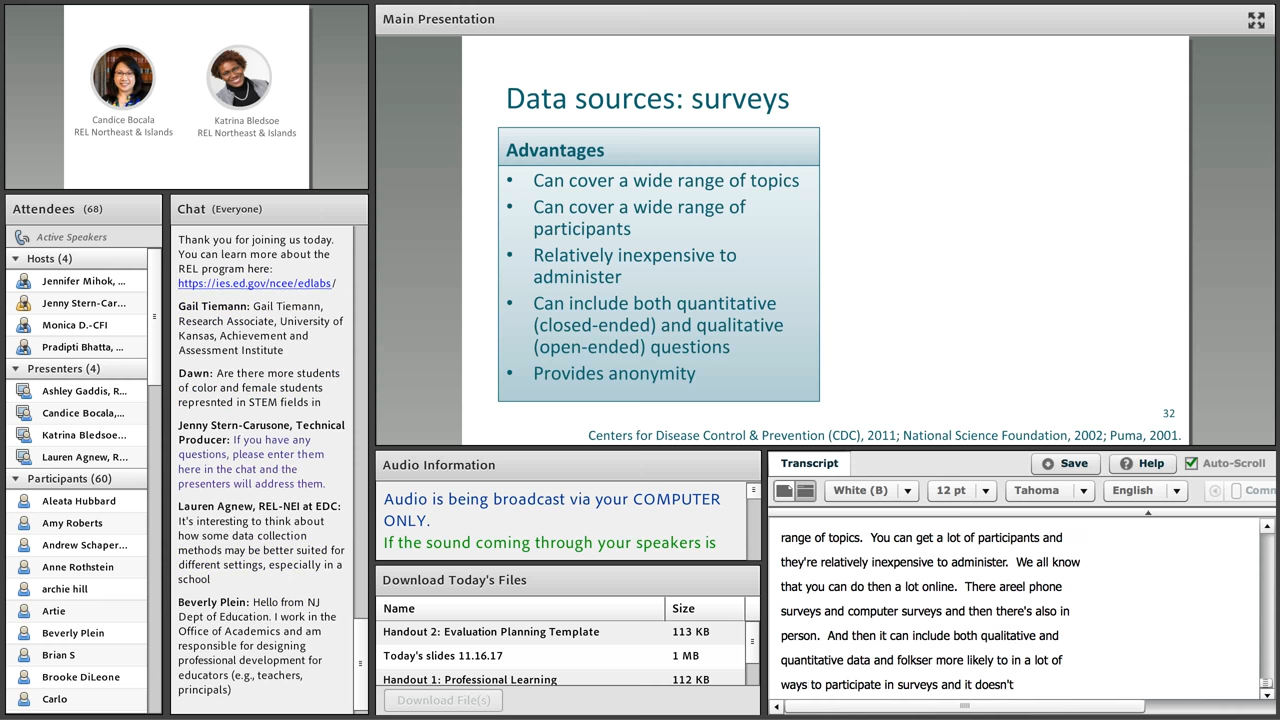 Candice Bocala
REL Northeast & Islands
Katrina Bledsoe
REL Northeast & Islands
Attendees (68)
Active Speakers
Hosts (4)
Jennifer Mihok, ...
Jenny Stern-Car...
Monica D.-CFI
Pradipti Bhatta, ...
Presenters (4)
Ashley Gaddis, R...
Candice Bocala,...
Katrina Bledsoe...
Lauren Agnew, R...
Participants (60)
Aleata Hubbard
Amy Roberts
Andrew Schaper...
Anne Rothstein
archie hill
Artie
Beverly Plein
Brian S
Brooke DiLeone
Carlo
Chat (Everyone)
Thank you for joining us today.
You can learn more about the
REL program here:
https://ies.ed.gov/ncee/edlabs/
Gail Tiemann: Gail Tiemann,
Research Associate, University of
Kansas, Achievement and
Assessment Institute
Dawn: Are there more students
of color and female students
represnted in STEM fields in
Jenny Stern-Carusone, Technical
Producer: If you have any
questions, please enter them
here in the chat and the
presenters will address them.
Lauren Agnew, REL-NEI at EDC:
It's interesting to think about
how some data collection
methods may be better suited for
different settings, especially in a
school
Beverly Plein: Hello from NJ
Dept of Education. I work in the
Office of Academics and am
responsible for designing
professional development for
educators (e.g., teachers,
principals)
Main Presentation
Data sources: surveys
Advantages
• Can cover a wide range of topics
• Can cover a wide range of
participants
• Relatively inexpensive to
administer
• Can include both quantitative
(closed-ended) and qualitative
(open-ended) questions
• Provides anonymity
32
Centers for Disease Control & Prevention (CDC), 2011; National Science Foundation, 2002; Puma, 2001.
Audio Information
Audio is being broadcast via your COMPUTER
ONLY.
If the sound coming through your speakers is
Download Today's Files
Name Size
Handout 2: Evaluation Planning Template 113 KB
Today's slides 11.16.17 1 MB
Handout 1: Professional Learning 112 KB
Download File(s)
Transcript Save Help Auto-Scroll
White (B) 12 pt Tahoma English Comm
range of topics. You can get a lot of participants and
they're relatively inexpensive to administer. We all know
that you can do then a lot online. There areel phone
surveys and computer surveys and then there's also in
person. And then it can include both qualitative and
quantitative data and folkser more likely to in a lot of
ways to participate in surveys and it doesn't